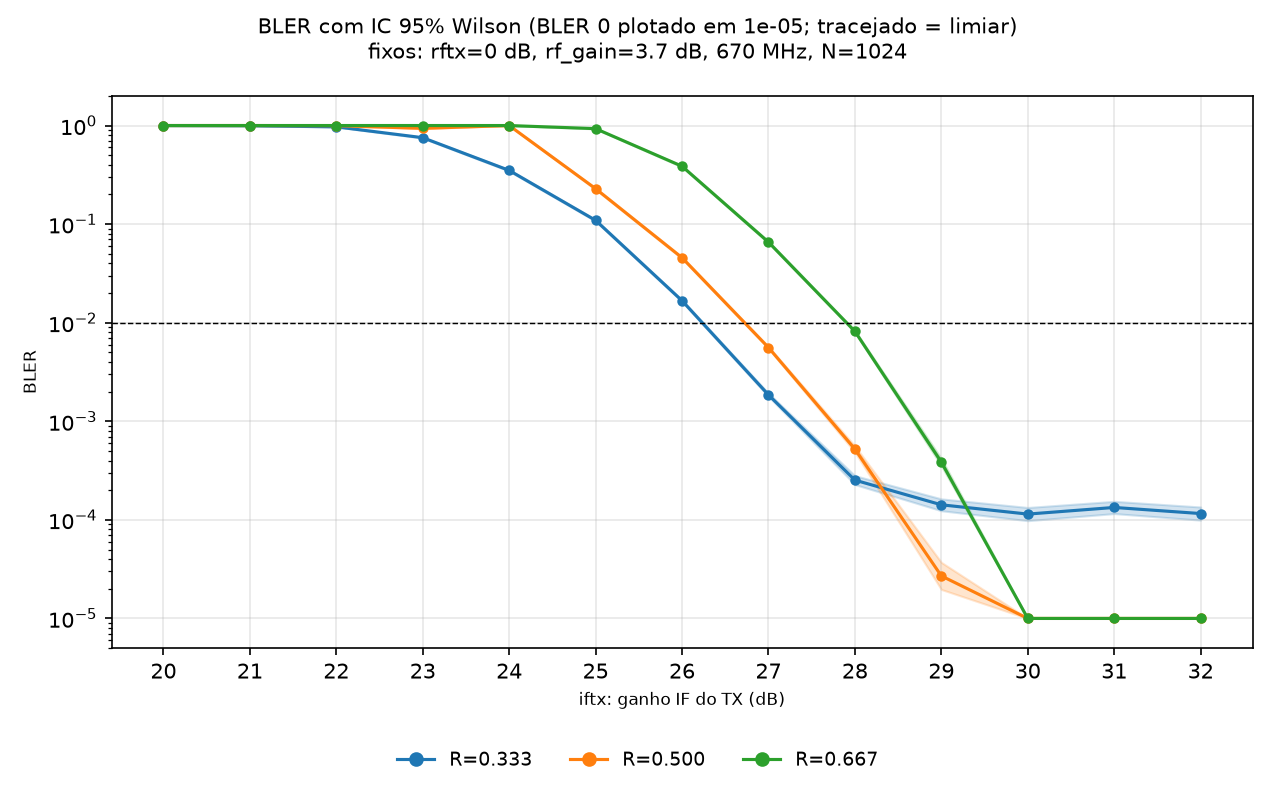 BLER com IC 95% Wilson (BLER 0 plotado em 1e-05; tracejado = limiar)
fixos: rftx=0 dB, rf_gain=3.7 dB, 670 MHz, N=1024
10⁰
10⁻¹
10⁻²
10⁻³
10⁻⁴
10⁻⁵
BLER
20 21 22 23 24 25 26 27 28 29 30 31 32
iftx: ganho IF do TX (dB)
R=0.333 R=0.500 R=0.667